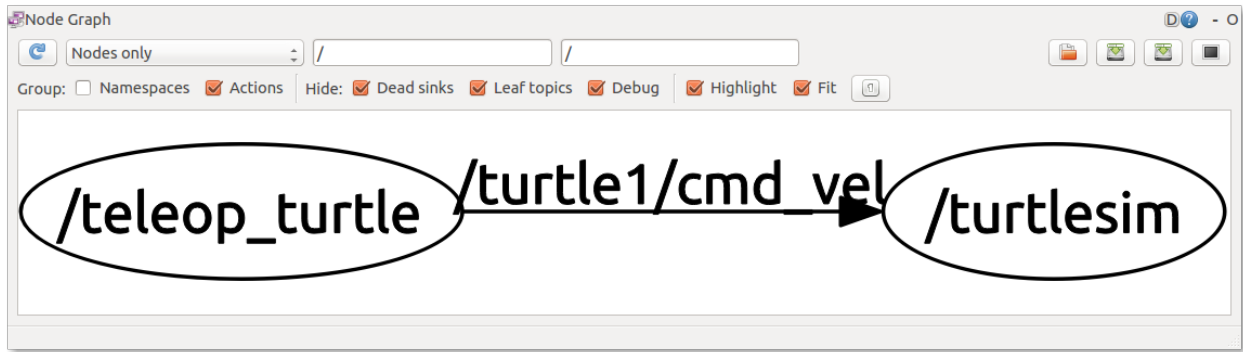 Node Graph D ? - O
Nodes only / /
Group: Namespaces Actions Hide: Dead sinks Leaf topics Debug Highlight Fit
/teleop_turtle /turtle1/cmd_vel /turtlesim